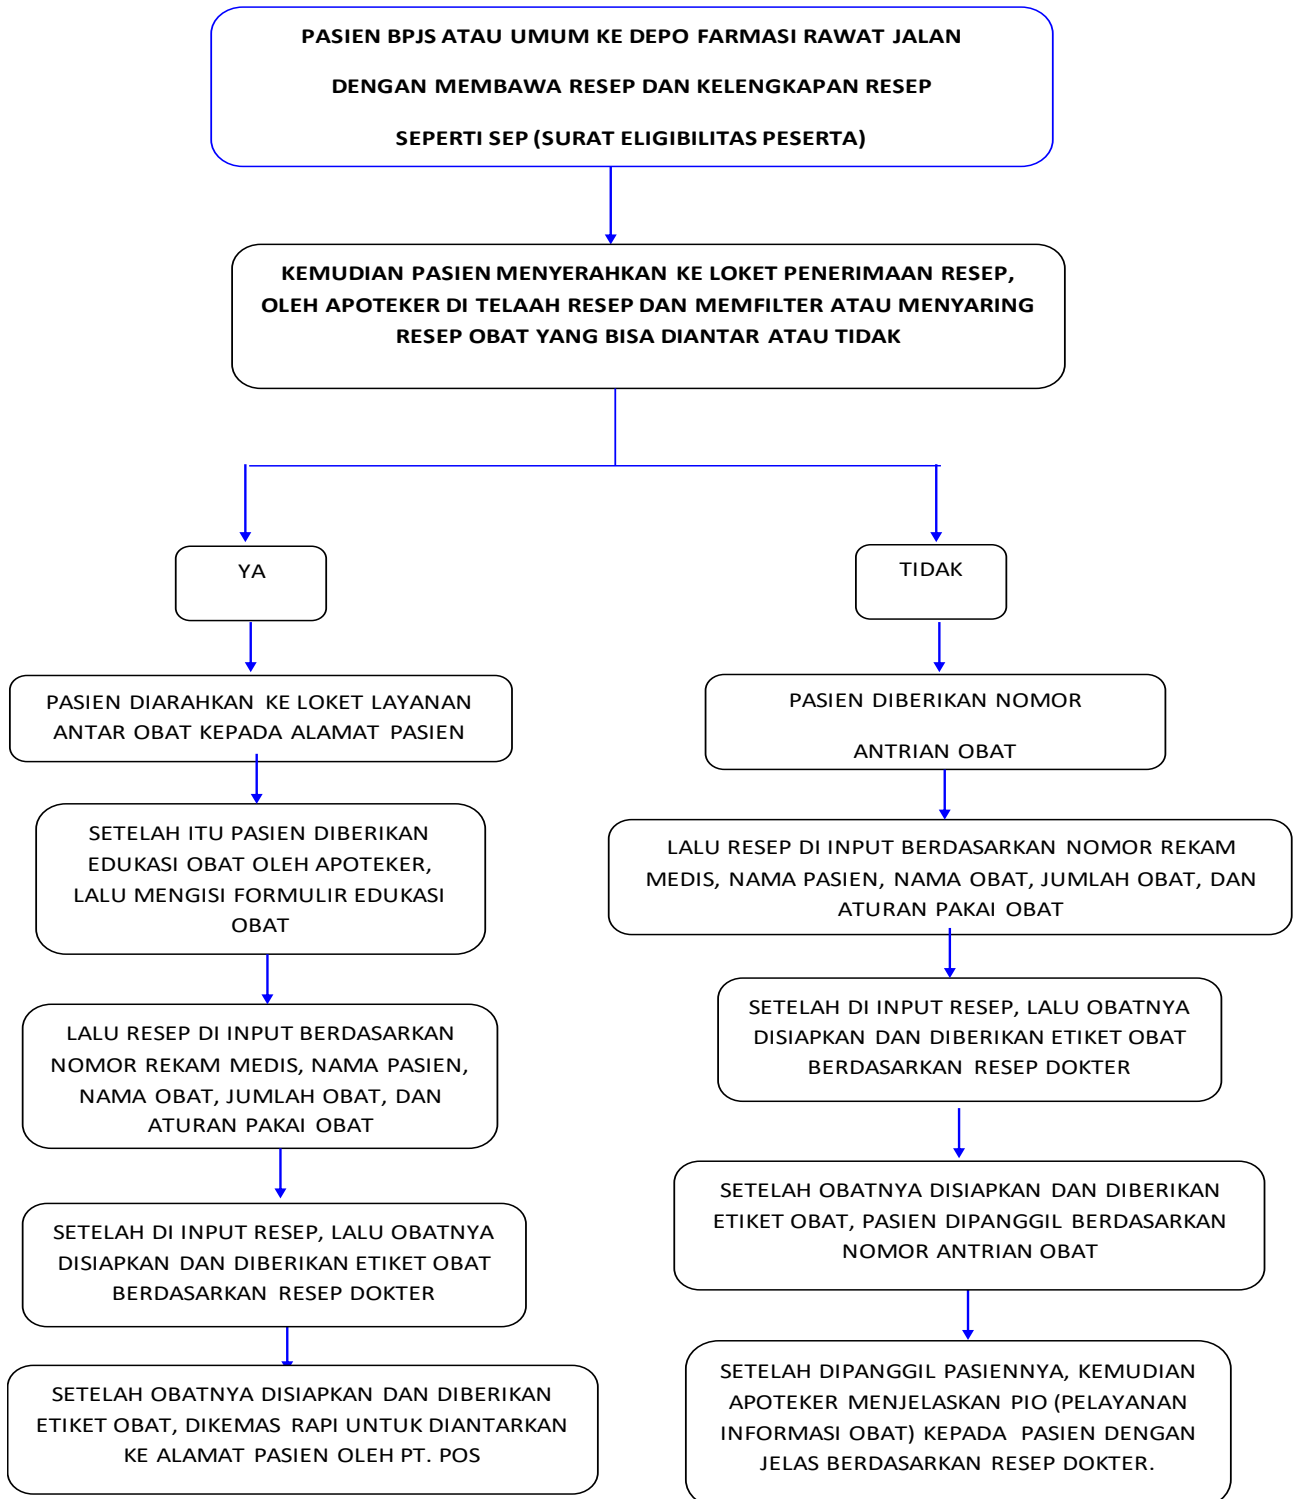 PASIEN BPJS ATAU UMUM KE DEPO FARMASI RAWAT JALAN
DENGAN MEMBAWA RESEP DAN KELENGKAPAN RESEP
SEPERTI SEP (SURAT ELIGIBILITAS PESERTA)
KEMUDIAN PASIEN MENYERAHKAN KE LOKET PENERIMAAN RESEP,
OLEH APOTEKER DI TELAAH RESEP DAN MEMFILTER ATAU MENYARING
RESEP OBAT YANG BISA DIANTAR ATAU TIDAK
YA
PASIEN DIARAHKAN KE LOKET LAYANAN
ANTAR OBAT KEPADA ALAMAT PASIEN
SETELAH ITU PASIEN DIBERIKAN
EDUKASI OBAT OLEH APOTEKER,
LALU MENGISI FORMULIR EDUKASI
OBAT
LALU RESEP DI INPUT BERDASARKAN
NOMOR REKAM MEDIS, NAMA PASIEN,
NAMA OBAT, JUMLAH OBAT, DAN
ATURAN PAKAI OBAT
SETELAH DI INPUT RESEP, LALU OBATNYA
DISIAPKAN DAN DIBERIKAN ETIKET OBAT
BERDASARKAN RESEP DOKTER
SETELAH OBATNYA DISIAPKAN DAN DIBERIKAN
ETIKET OBAT, DIKEMAS RAPI UNTUK DIANTARKAN
KE ALAMAT PASIEN OLEH PT. POS
TIDAK
PASIEN DIBERIKAN NOMOR
ANTRIAN OBAT
LALU RESEP DI INPUT BERDASARKAN NOMOR REKAM
MEDIS, NAMA PASIEN, NAMA OBAT, JUMLAH OBAT, DAN
ATURAN PAKAI OBAT
SETELAH DI INPUT RESEP, LALU OBATNYA
DISIAPKAN DAN DIBERIKAN ETIKET OBAT
BERDASARKAN RESEP DOKTER
SETELAH OBATNYA DISIAPKAN DAN DIBERIKAN
ETIKET OBAT, PASIEN DIPANGGIL BERDASARKAN
NOMOR ANTRIAN OBAT
SETELAH DIPANGGIL PASIENNYA, KEMUDIAN
APOTEKER MENJELASKAN PIO (PELAYANAN
INFORMASI OBAT) KEPADA PASIEN DENGAN
JELAS BERDASARKAN RESEP DOKTER.